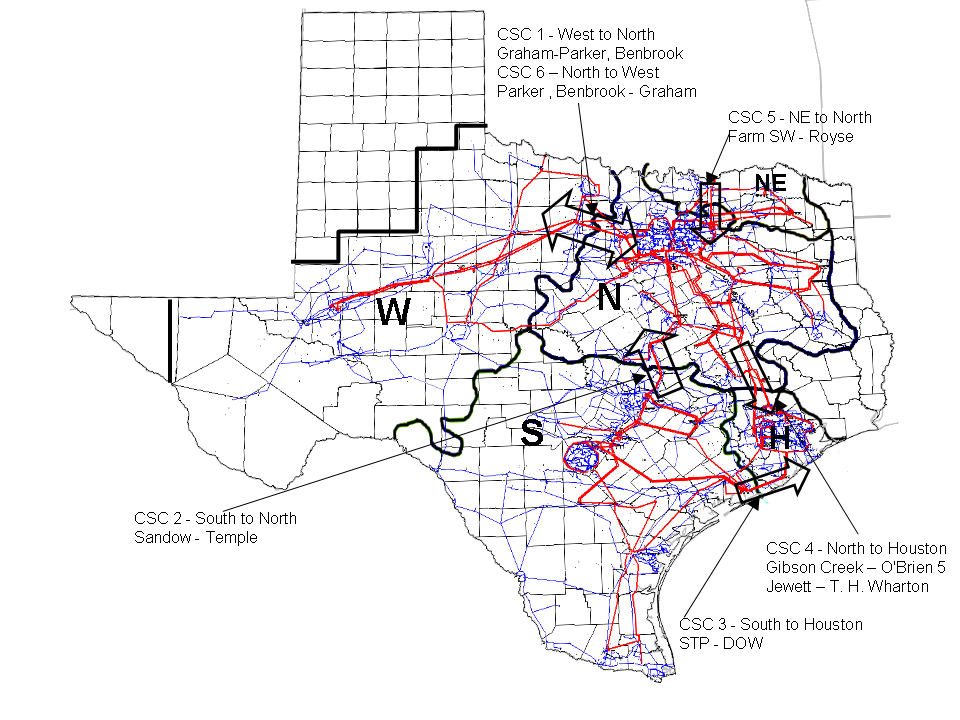 CSC 1 - West to North
Graham-Parker, Benbrook
CSC 6 – North to West
Parker , Benbrook - Graham
CSC 5 - NE to North
Farm SW - Royse
NE
N
W
S
H
CSC 2 - South to North
Sandow - Temple
CSC 4 - North to Houston
Gibson Creek – O'Brien 5
Jewett – T. H. Wharton
CSC 3 - South to Houston
STP - DOW